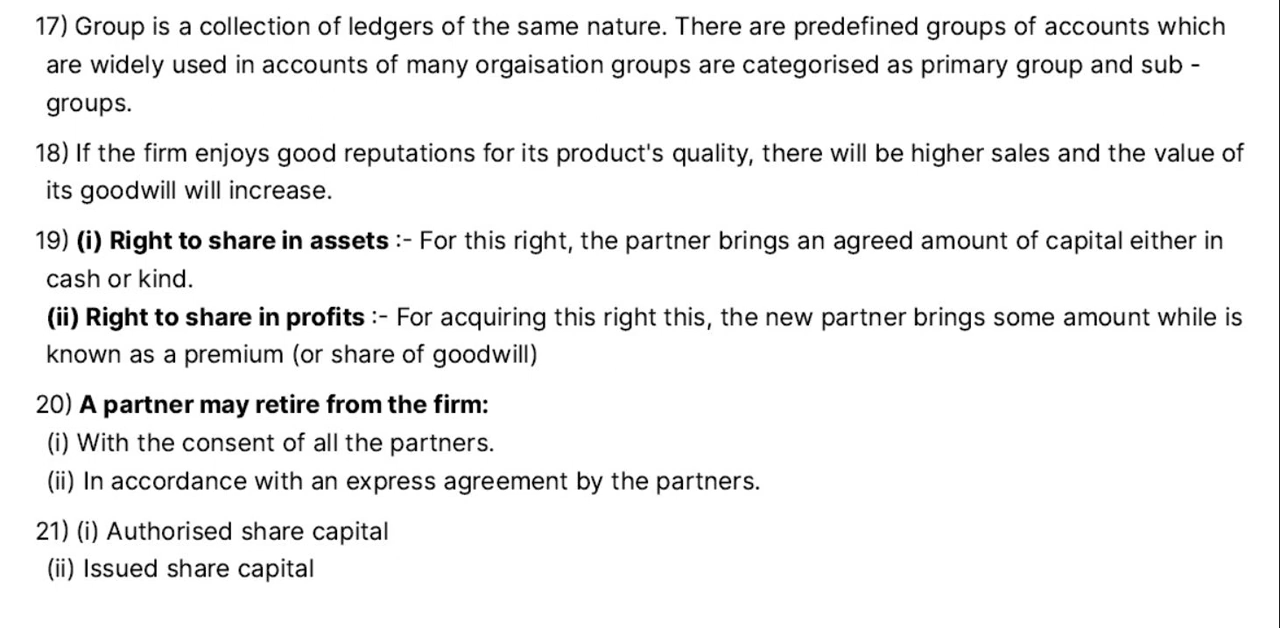 17) Group is a collection of ledgers of the same nature. There are predefined groups of accounts which
are widely used in accounts of many orgaisation groups are categorised as primary group and sub -
groups.
18) If the firm enjoys good reputations for its product's quality, there will be higher sales and the value of
its goodwill will increase.
19) (i) Right to share in assets :- For this right, the partner brings an agreed amount of capital either in
cash or kind.
(ii) Right to share in profits :- For acquiring this right this, the new partner brings some amount while is
known as a premium (or share of goodwill)
20) A partner may retire from the firm:
(i) With the consent of all the partners.
(ii) In accordance with an express agreement by the partners.
21) (i) Authorised share capital
(ii) Issued share capital